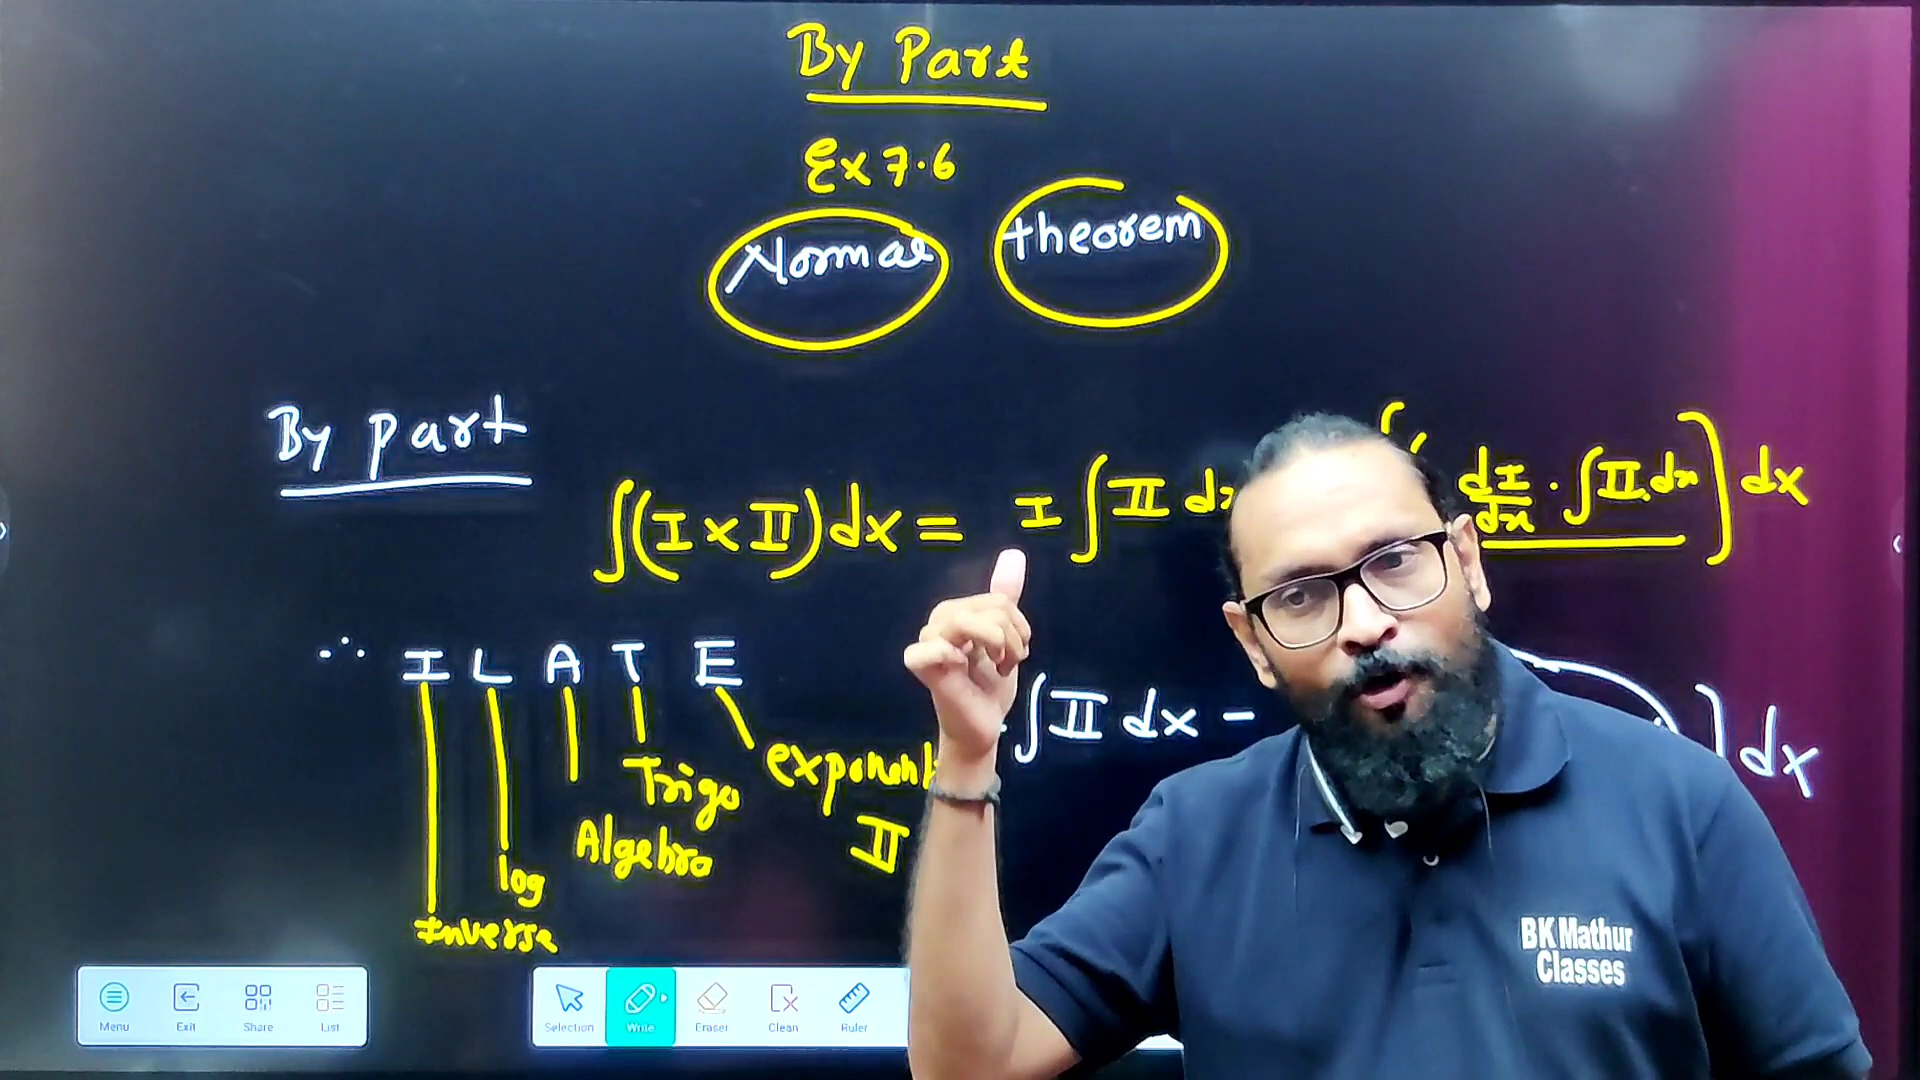 By Part
Ex 7.6
Normal theorem
By part
∫(I x II)dx = I ∫ II dx dI/dx . ∫II.dx ] dx
∴ I L A T E
∫II dx - ] dx
exponent
Trigo
II
Algebra
log
Inverse
BK Mathur
Classes
Menu Exit Share List Selection Write Eraser Clean Ruler